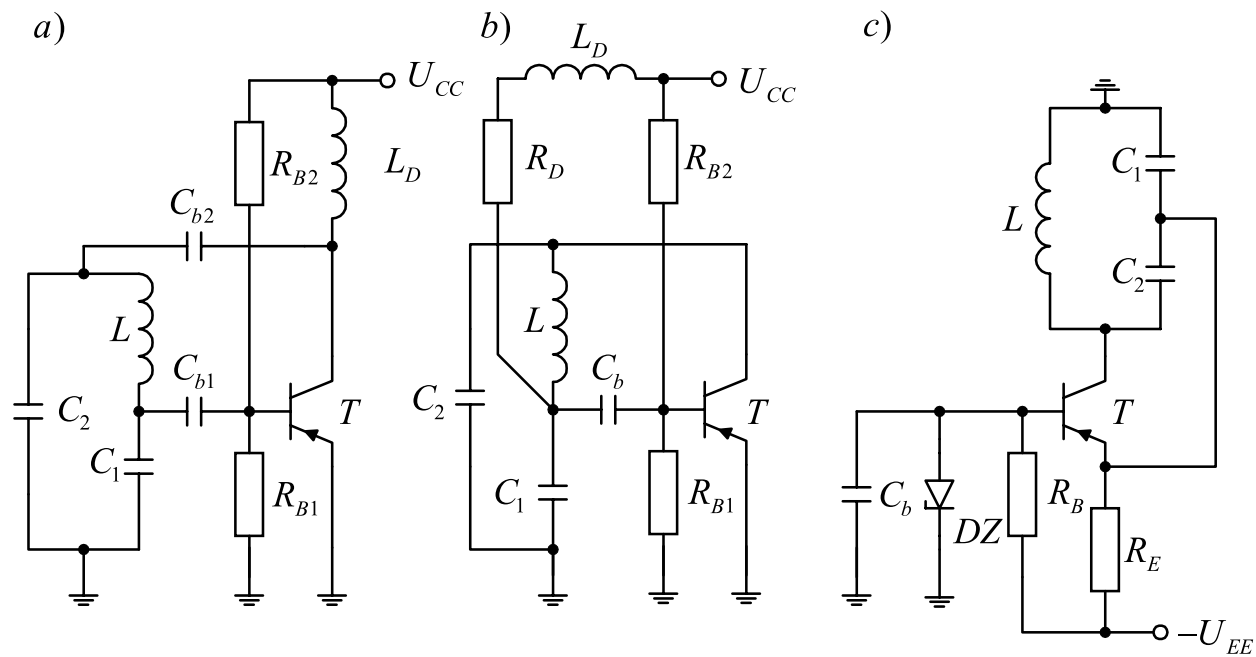 a)
U_CC
R_B2
L_D
C_b2
L
C_b1
C_2
T
C_1
R_B1
b)
L_D
U_CC
R_D
R_B2
L
C_b
C_2
T
C_1
R_B1
c)
C_1
L
C_2
T
C_b
DZ
R_B
R_E
–U_EE